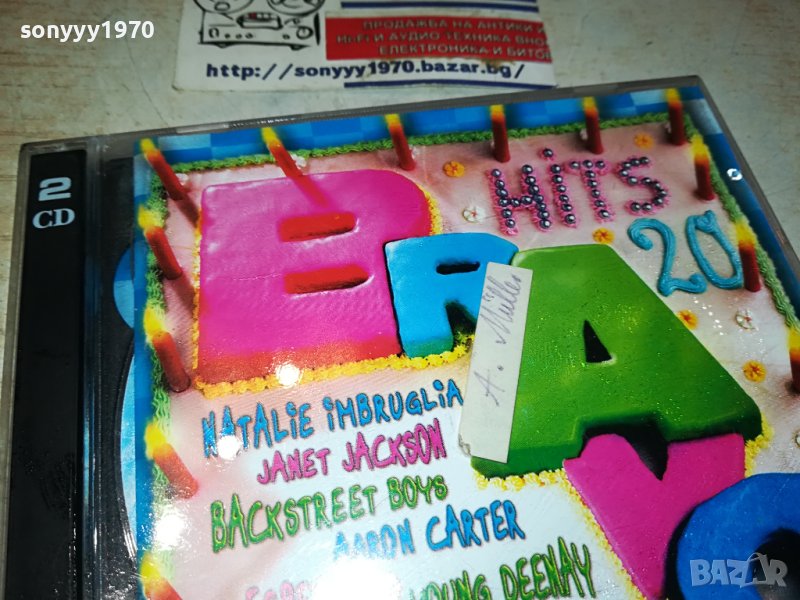 sonyyy1970
ПРОДАЖБА НА АНТИКИ И
Hi-Fi И АУДИО ТЕХНИКА ВНОС
ЕЛЕКТРОНИКА И БИТОВ
http://sonyyy1970.bazar.bg/
2
CD
HiTS
20
BRAVO
A. Müller
NATALIE iMBRUGLIA
JANET JACKSON
BACKSTREET BOYS
AARON CARTER
YOUNG DEENAY
BAZAR